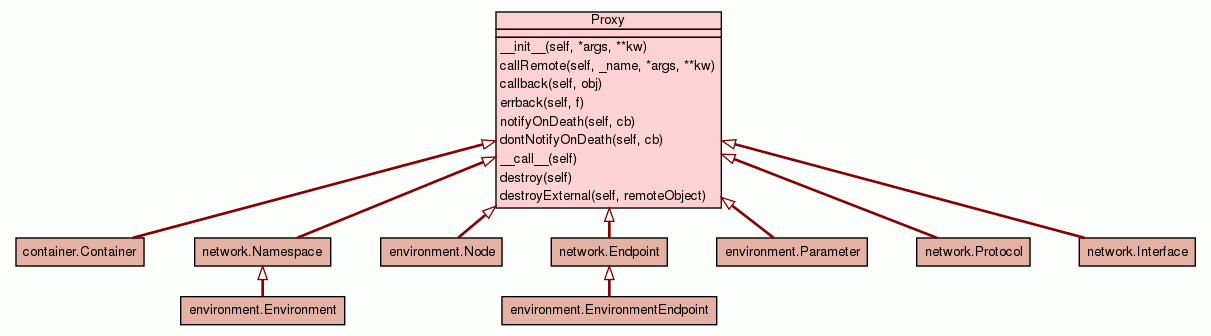 Proxy
__init__(self, *args, **kw)
callRemote(self, _name, *args, **kw)
callback(self, obj)
errback(self, f)
notifyOnDeath(self, cb)
dontNotifyOnDeath(self, cb)
__call__(self)
destroy(self)
destroyExternal(self, remoteObject)
container.Container
network.Namespace
environment.Node
network.Endpoint
environment.Parameter
network.Protocol
network.Interface
environment.Environment
environment.EnvironmentEndpoint